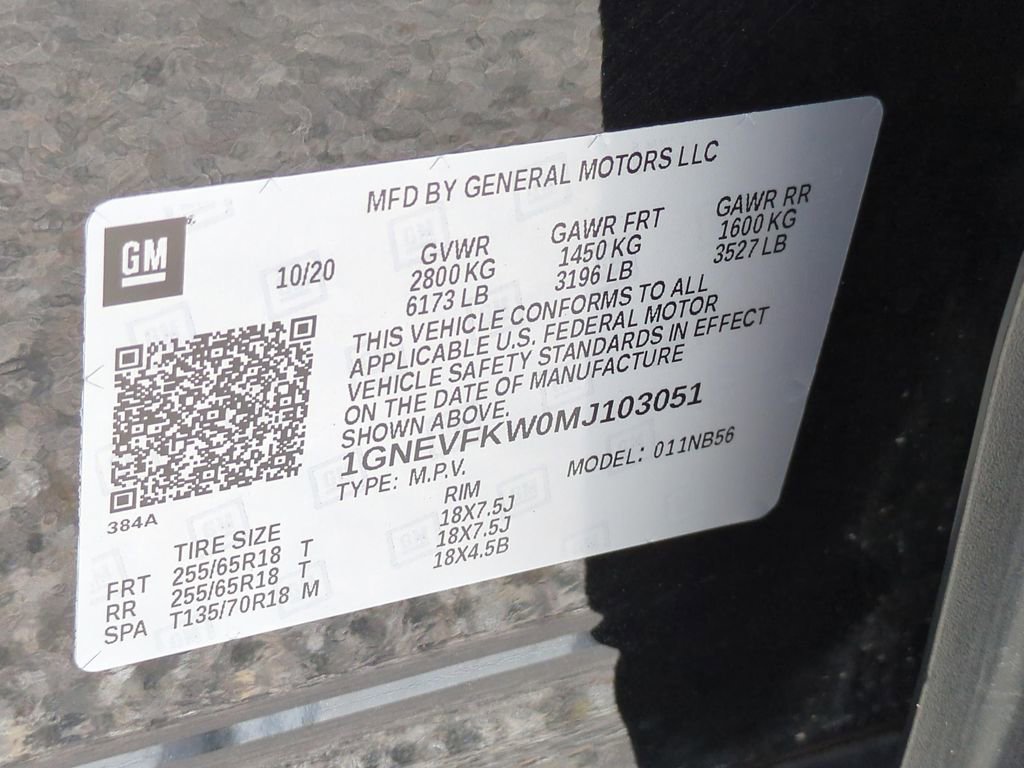 MFD BY GENERAL MOTORS LLC
GM
10/20
GVWR
2800 KG
6173 LB
GAWR FRT
1450 KG
3196 LB
GAWR RR
1600 KG
3527 LB
THIS VEHICLE CONFORMS TO ALL
APPLICABLE U.S. FEDERAL MOTOR
VEHICLE SAFETY STANDARDS IN EFFECT
ON THE DATE OF MANUFACTURE
SHOWN ABOVE.
1GNEVFKW0MJ103051
TYPE: M.P.V. MODEL: 011NB56
384A
TIRE SIZE RIM
FRT 255/65R18 T 18X7.5J
RR 255/65R18 T 18X7.5J
SPA T135/70R18 M 18X4.5B